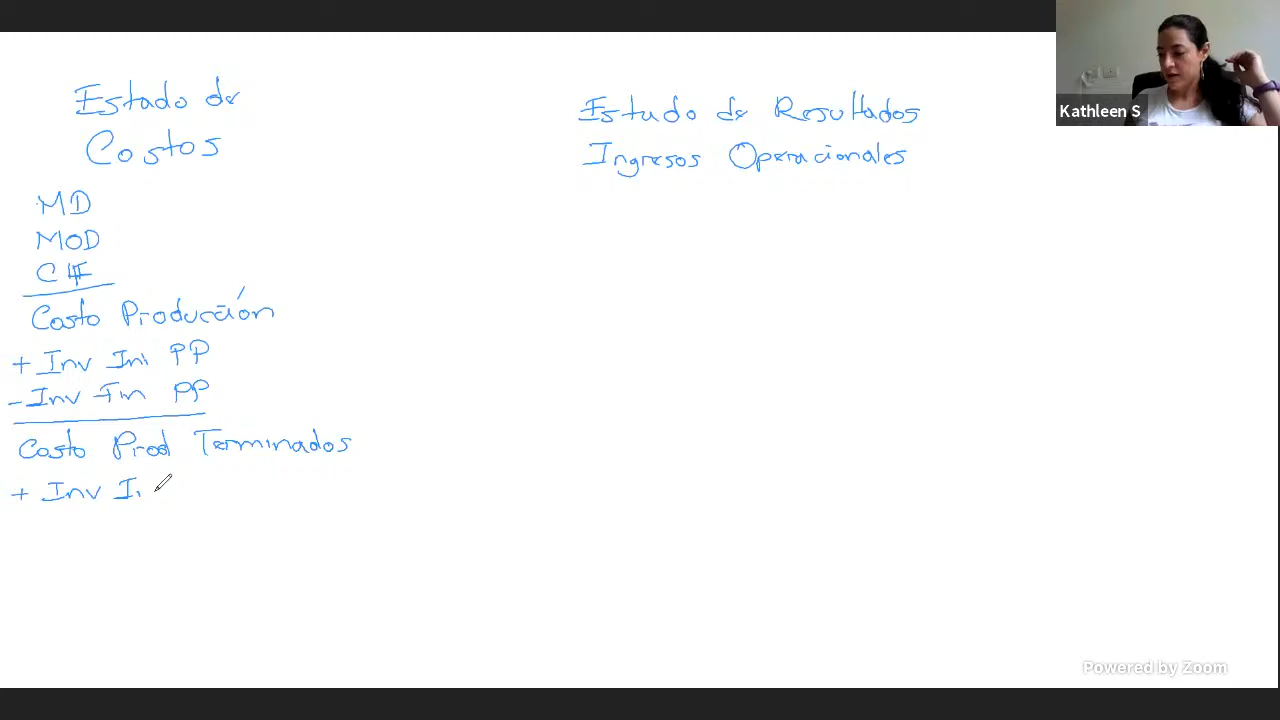 Estado de
Costos
MD
MOD
CIF
Costo Producción
+ Inv Ini PP
- Inv Fin PP
Costo Prod Terminados
+ Inv In
Estado de Resultados
Ingresos Operacionales
Kathleen S
Powered by Zoom